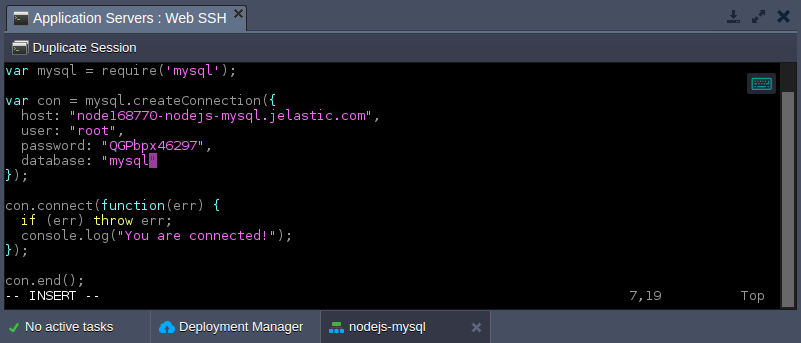 Application Servers : Web SSH
Duplicate Session
var mysql = require('mysql');
var con = mysql.createConnection({
  host: "node168770-nodejs-mysql.jelastic.com",
  user: "root",
  password: "QGPbpx46297",
  database: "mysql"
});
con.connect(function(err) {
  if (err) throw err;
  console.log("You are connected!");
});
con.end();
-- INSERT -- 7,19 Top
No active tasks Deployment Manager nodejs-mysql